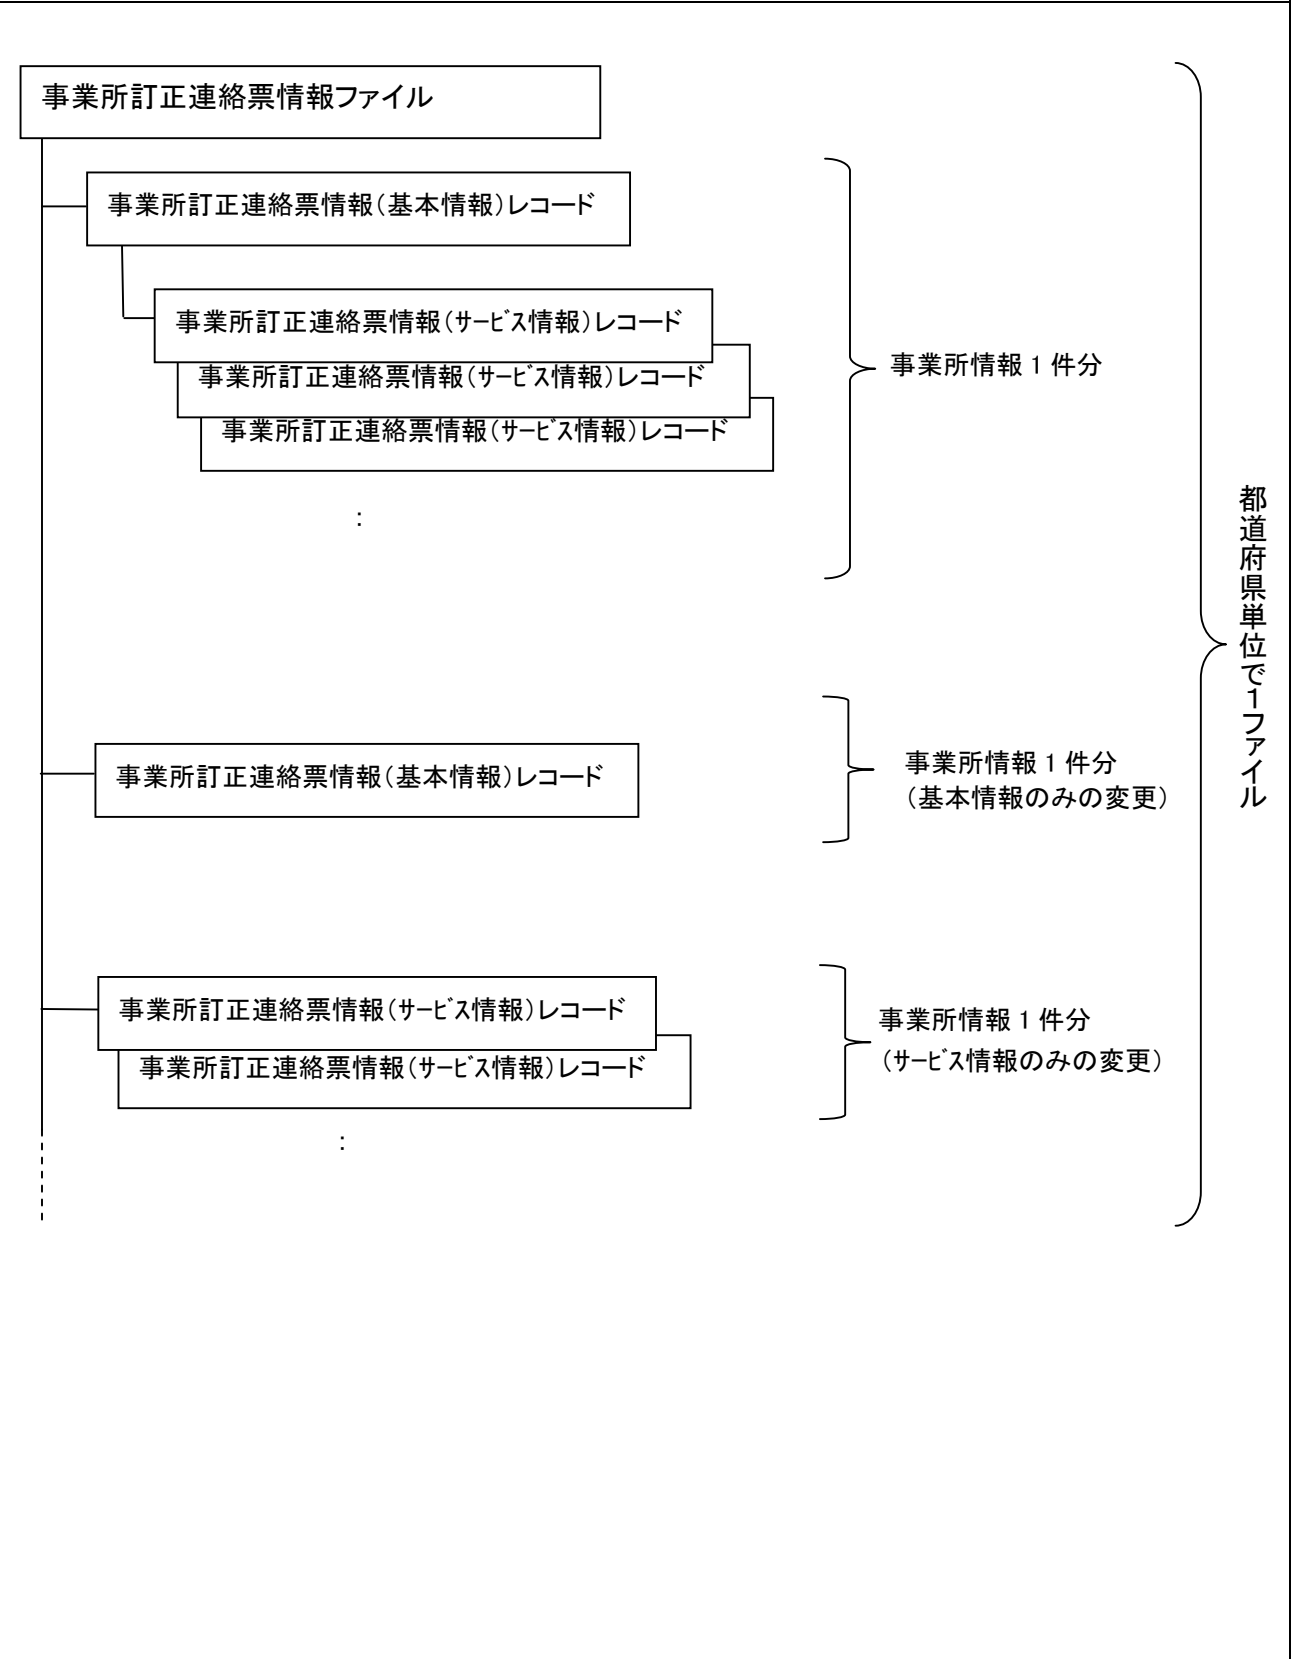 事業所訂正連絡票情報ファイル
事業所訂正連絡票情報（基本情報）レコード
事業所訂正連絡票情報（ｻｰﾋﾞｽ情報）レコード
事業所訂正連絡票情報（ｻｰﾋﾞｽ情報）レコード
事業所訂正連絡票情報（ｻｰﾋﾞｽ情報）レコード
：
事業所情報１件分
事業所訂正連絡票情報（基本情報）レコード
事業所情報１件分
（基本情報のみの変更）
事業所訂正連絡票情報（ｻｰﾋﾞｽ情報）レコード
事業所訂正連絡票情報（ｻｰﾋﾞｽ情報）レコード
：
事業所情報１件分
（ｻｰﾋﾞｽ情報のみの変更）
都道府県単位で１ファイル